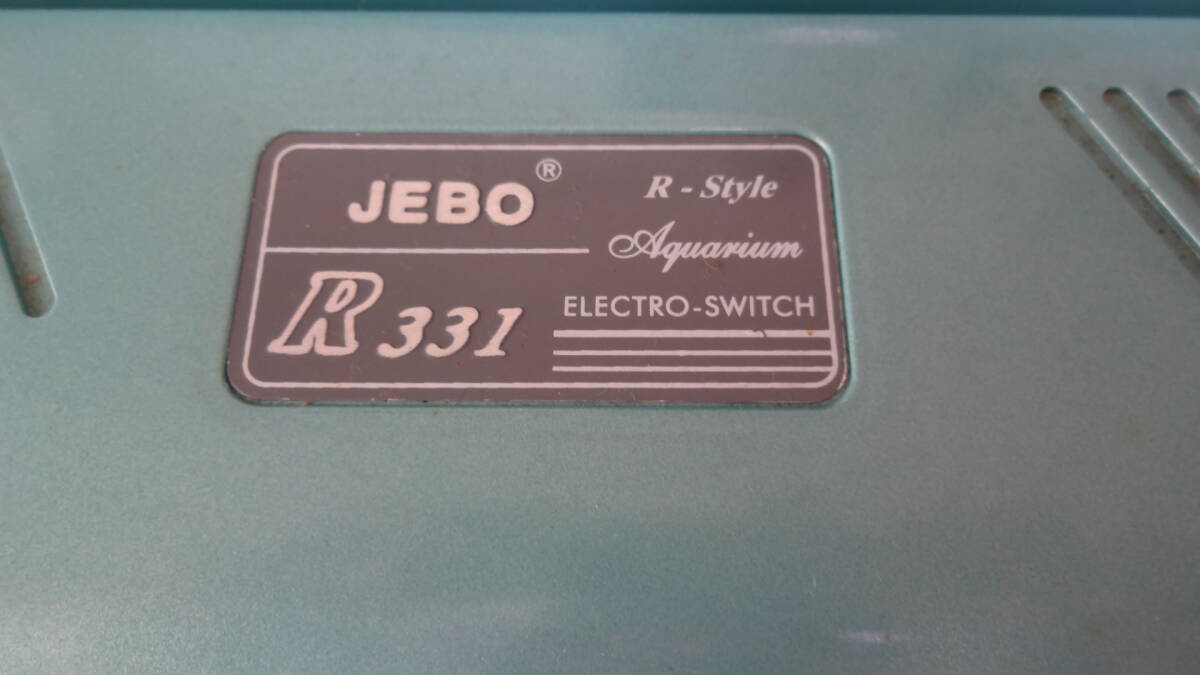 JEBO®
R 331
R - Style
Aquarium
ELECTRO-SWITCH